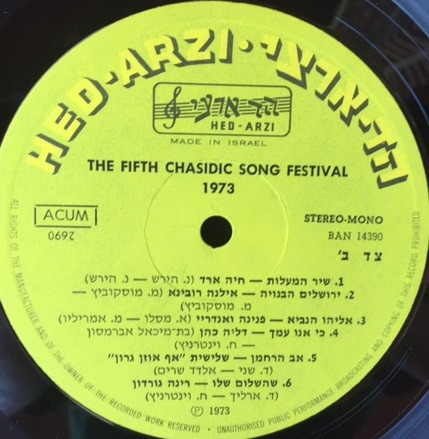 HED-ARZI • הד-ארצי
הד ארצי
HED-ARZI
MADE IN ISRAEL
THE FIFTH CHASIDIC SONG FESTIVAL
1973
ACUM
069Z
STEREO-MONO
BAN 14390
צד ב'
1. שיר המעלות — חיה ארד (נ. הירש — נ. הירש)
2. ירושלים הבנויה — אילנה רובינא (מ. מוסקוביץ —
מ. מוסקוביץ)
3. אליהו הנביא — פנינה ואנדריי (א. מסלו — מ. אמריליו)
4. כי אנו עמך — דליה כהן (בת-מיכאל אברמסון
— ח. וינטרניץ)
5. אב הרחמן — שלישית "אף אוזן גרון"
(ד. שני — אלדד שרים)
6. שהשלום שלו — רינה גורדון
(ד. ארליך — ח. וינטרניץ)
Ⓟ 1973
ALL RIGHTS OF THE MANUFACTURER AND OF THE OWNER OF THE RECORDED WORK RESERVED • UNAUTHORISED PUBLIC PERFORMANCE BROADCASTING AND COPYING OF THIS RECORD PROHIBITED